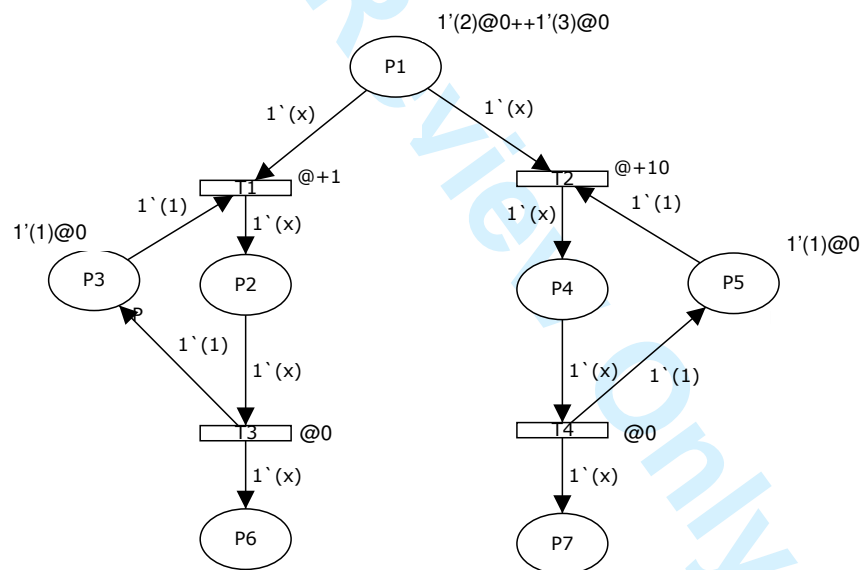 1'(2)@0++1'(3)@0
P1
1`(x)
1`(x)
T1
@+1
T2
@+10
1`(1)
1`(x)
1`(x)
1`(1)
1'(1)@0
1'(1)@0
P3
P2
P4
P5
P
1`(1)
1`(x)
1`(x)
1`(1)
T3
@0
T4
@0
1`(x)
1`(x)
P6
P7
Review Only